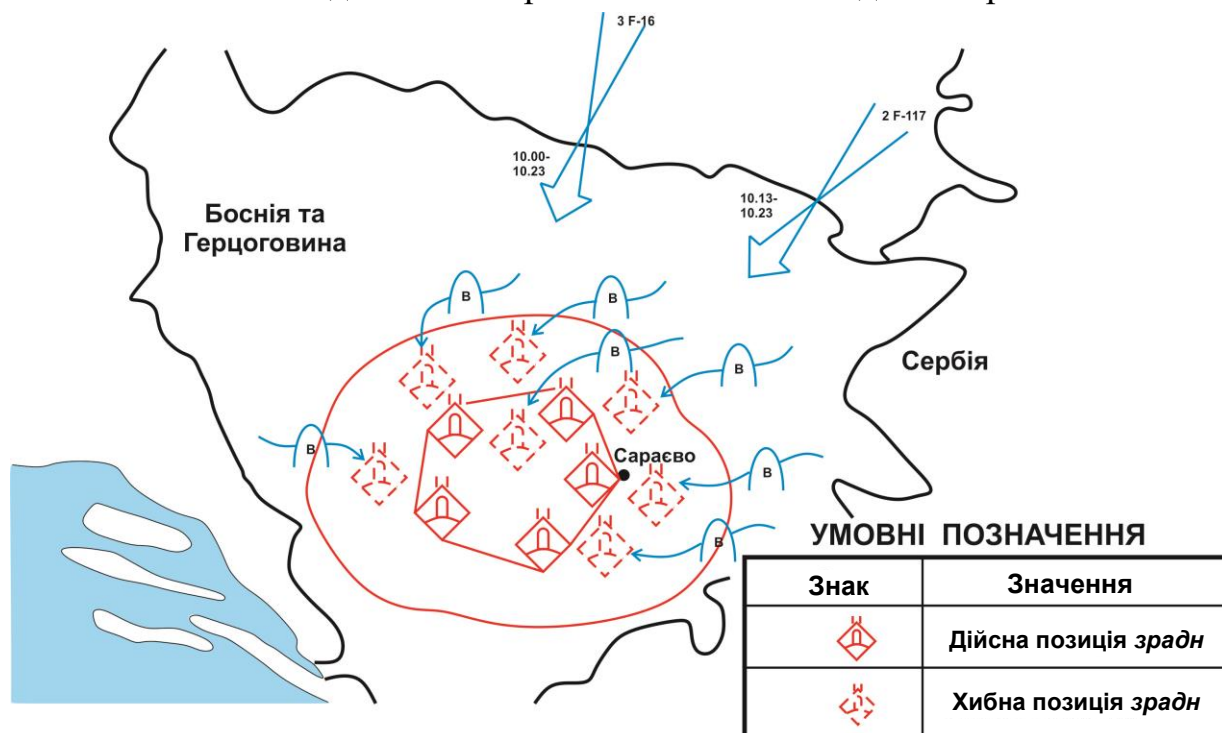 3 F-16
2 F-117
10.00-
10.23
10.13-
10.23
Боснія та
Герцоговина
В
В
В
В
Сербія
В
Сараєво
В
В
УМОВНІ ПОЗНАЧЕННЯ
Знак Значення
Дійсна позиція зрадн
Хибна позиція зрадн